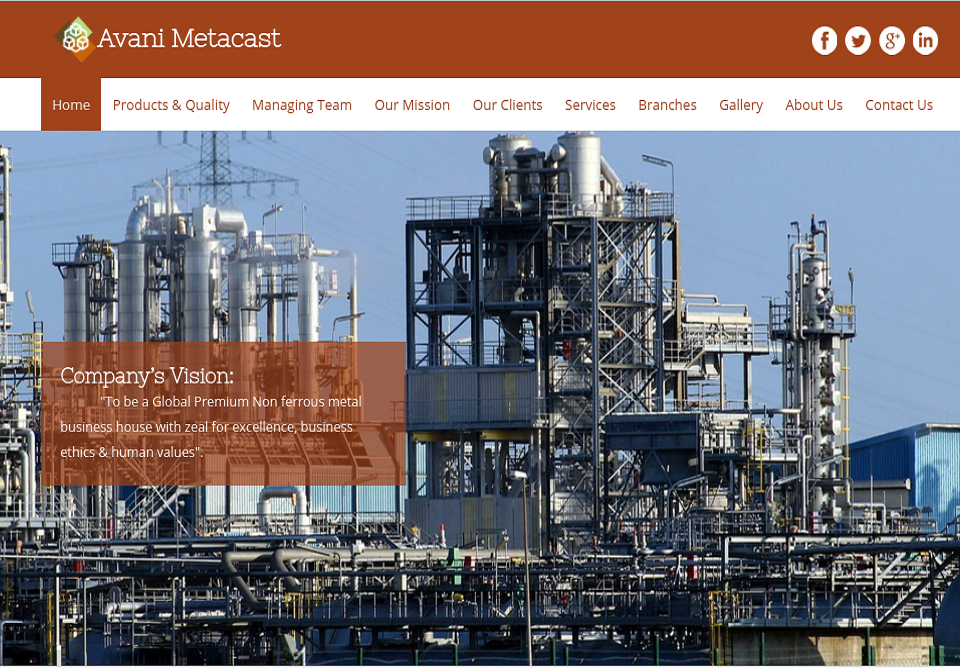 Avani Metacast
Home Products & Quality Managing Team Our Mission Our Clients Services Branches Gallery About Us Contact Us
Company's Vision:
"To be a Global Premium Non ferrous metal
business house with zeal for excellence, business
ethics & human values".